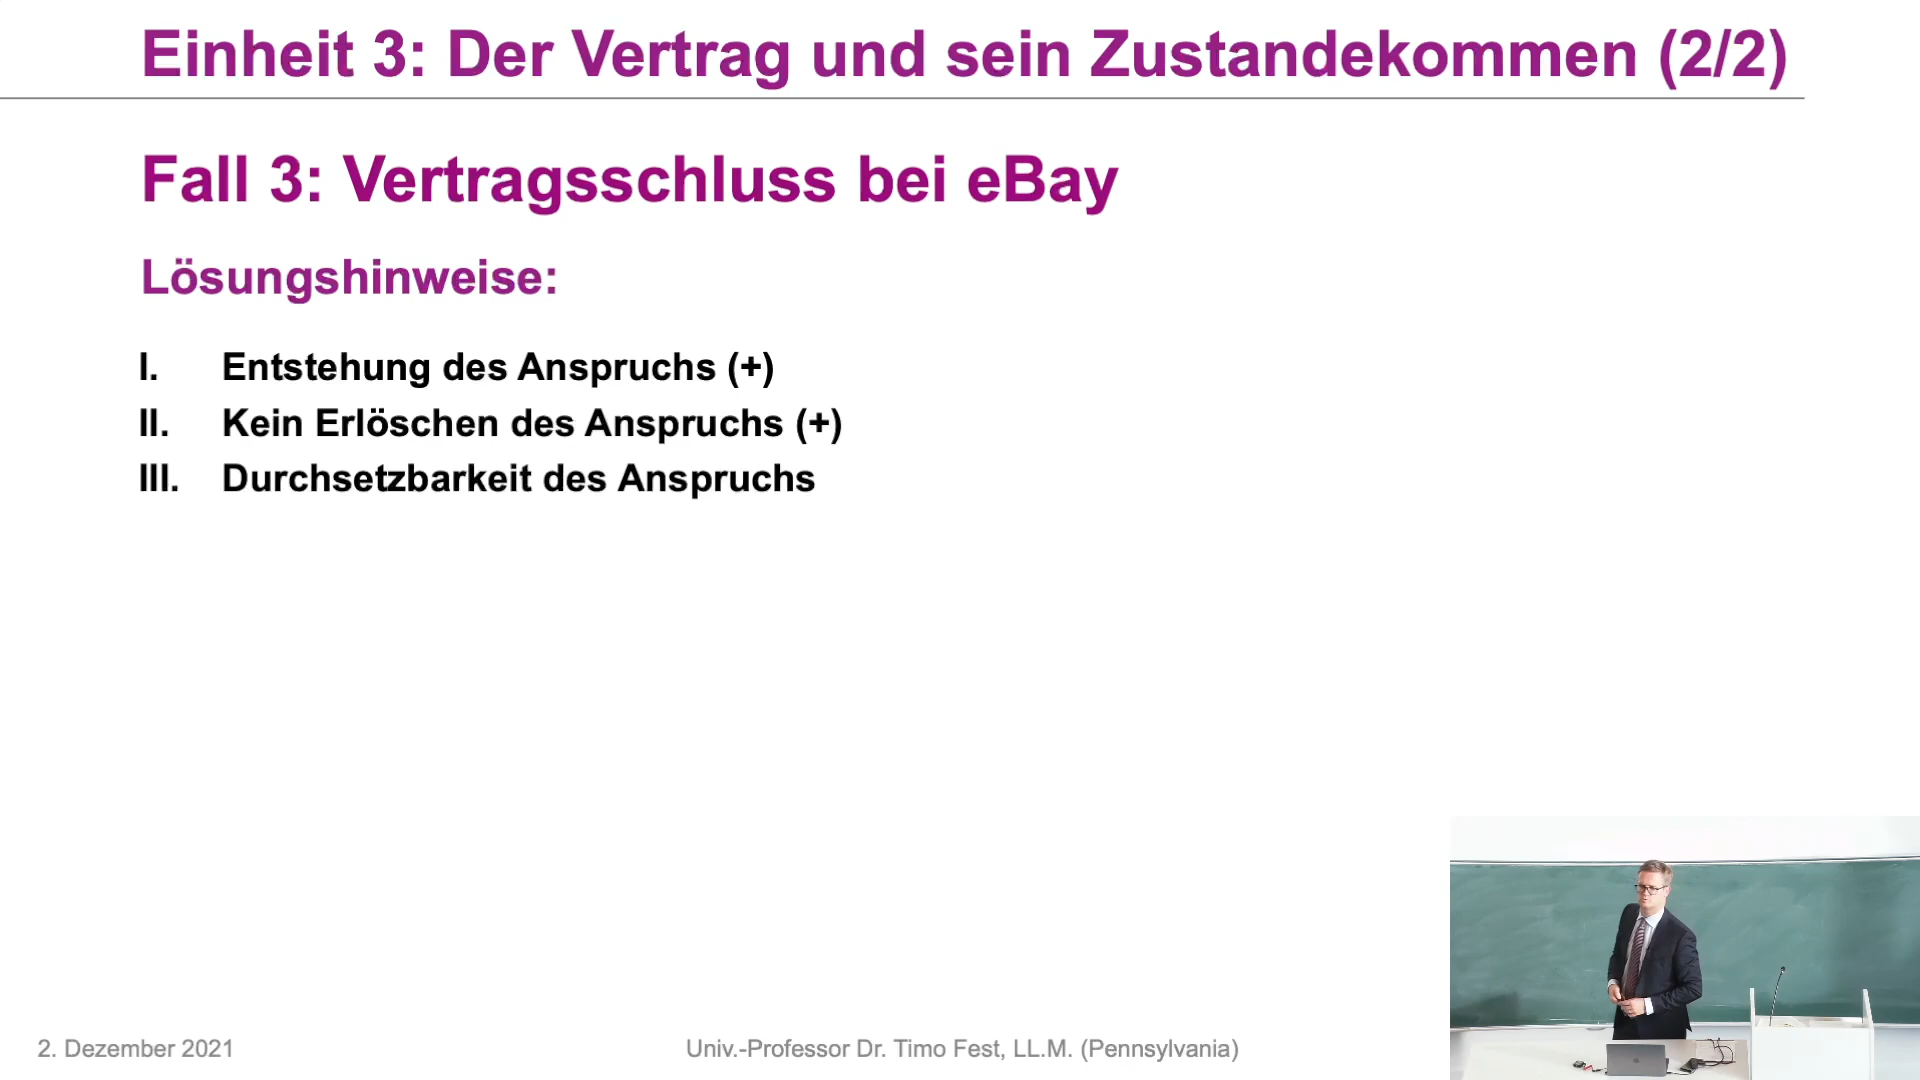 Einheit 3: Der Vertrag und sein Zustandekommen (2/2)
Fall 3: Vertragsschluss bei eBay
Lösungshinweise:
I. Entstehung des Anspruchs (+)
II. Kein Erlöschen des Anspruchs (+)
III. Durchsetzbarkeit des Anspruchs
2. Dezember 2021
Univ.-Professor Dr. Timo Fest, LL.M. (Pennsylvania)